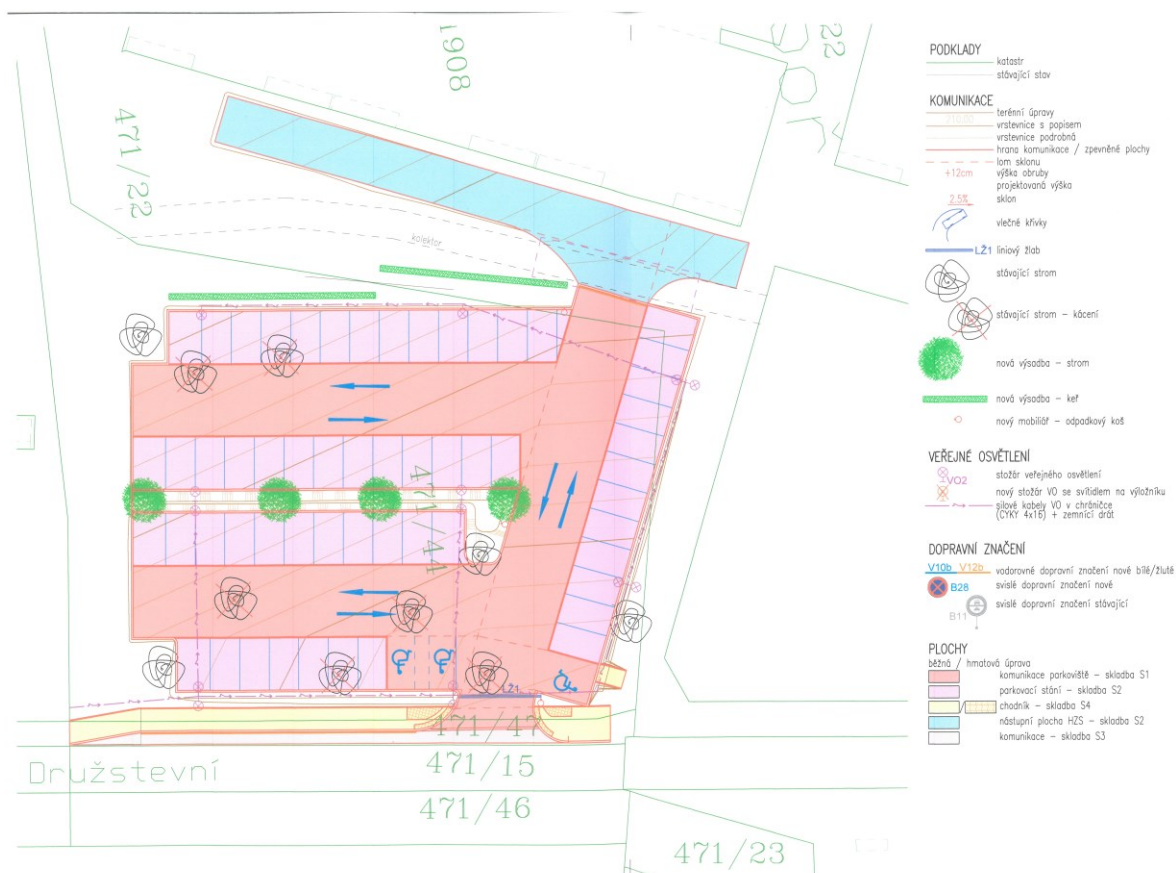 1908
22
471/22
kolektor
471/44
LŽ1
471/47
Družstevní
471/15
471/46
471/23
PODKLADY
katastr
stávající stav
KOMUNIKACE
terénní úpravy
310.00
vrstevnice s popisem
vrstevnice podrobná
hrana komunikace / zpevněné plochy
lom sklonu
+12cm výška obruby
projektovaná výška
2,5% sklon
vlečné křivky
LŽ1 liniový žlab
stávající strom
stávající strom – kácení
nová výsadba – strom
nová výsadba – keř
nový mobiliář – odpadkový koš
VEŘEJNÉ OSVĚTLENÍ
VO2 stožár veřejného osvětlení
nový stožár VO se svítidlem na výložníku
silové kabely VO v chráničce
(CYKY 4x16) + zemnící drát
DOPRAVNÍ ZNAČENÍ
V10b V12b vodorovné dopravní značení nové bílé/žluté
B28 svislé dopravní značení nové
B11 svislé dopravní značení stávající
PLOCHY
běžná / hmatová úprava
komunikace parkoviště – skladba S1
parkovací stání – skladba S2
chodník – skladba S4
nástupní plocha HZS – skladba S2
komunikace – skladba S3